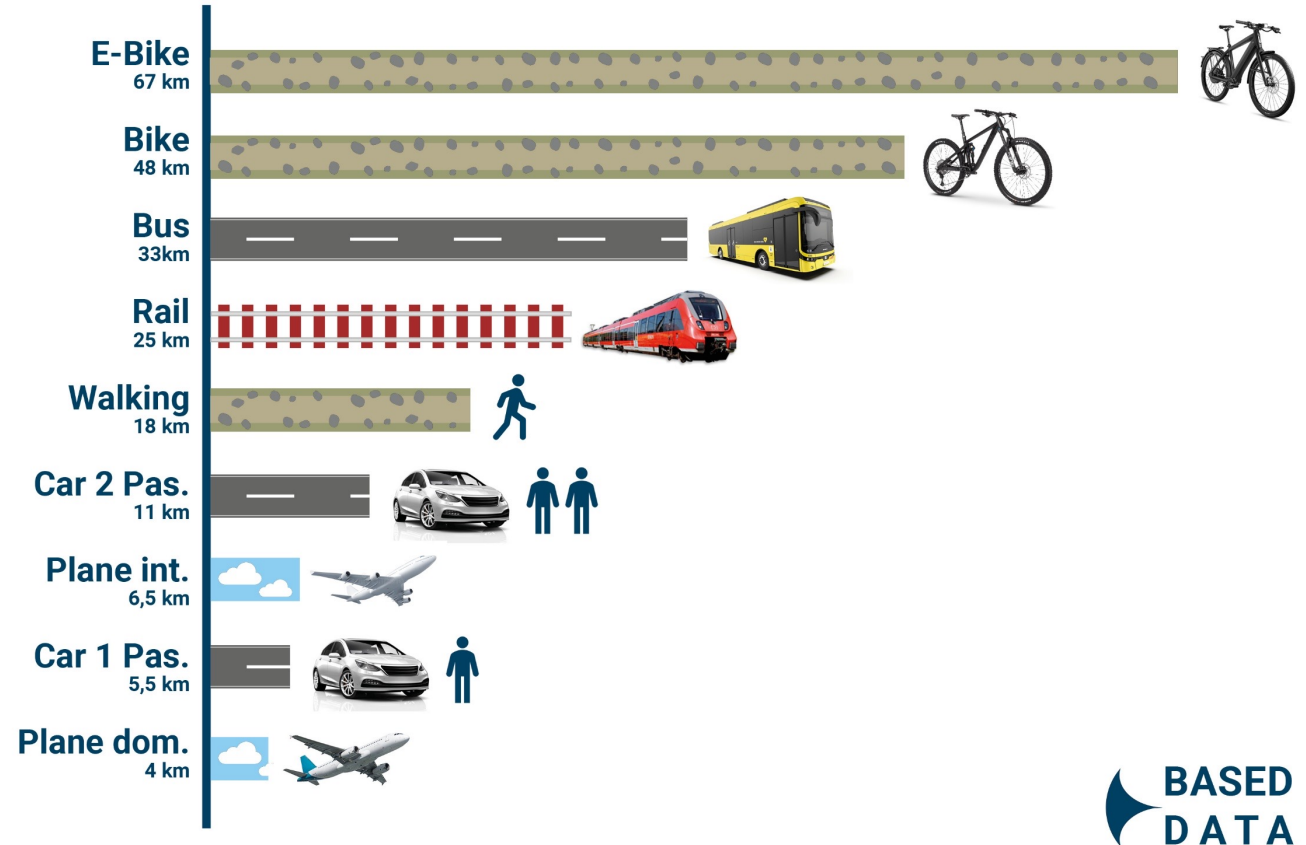 E-Bike
67 km
Bike
48 km
Bus
33km
Rail
25 km
Walking
18 km
Car 2 Pas.
11 km
Plane int.
6,5 km
Car 1 Pas.
5,5 km
Plane dom.
4 km
BASED
DATA